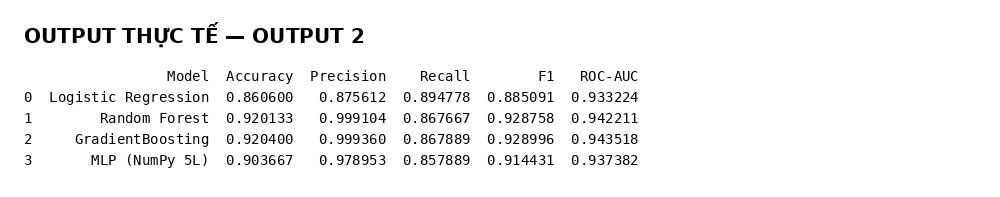 OUTPUT THỰC TẾ — OUTPUT 2
Model Accuracy Precision Recall F1 ROC-AUC
0 Logistic Regression 0.860600 0.875612 0.894778 0.885091 0.933224
1 Random Forest 0.920133 0.999104 0.867667 0.928758 0.942211
2 GradientBoosting 0.920400 0.999360 0.867889 0.928996 0.943518
3 MLP (NumPy 5L) 0.903667 0.978953 0.857889 0.914431 0.937382